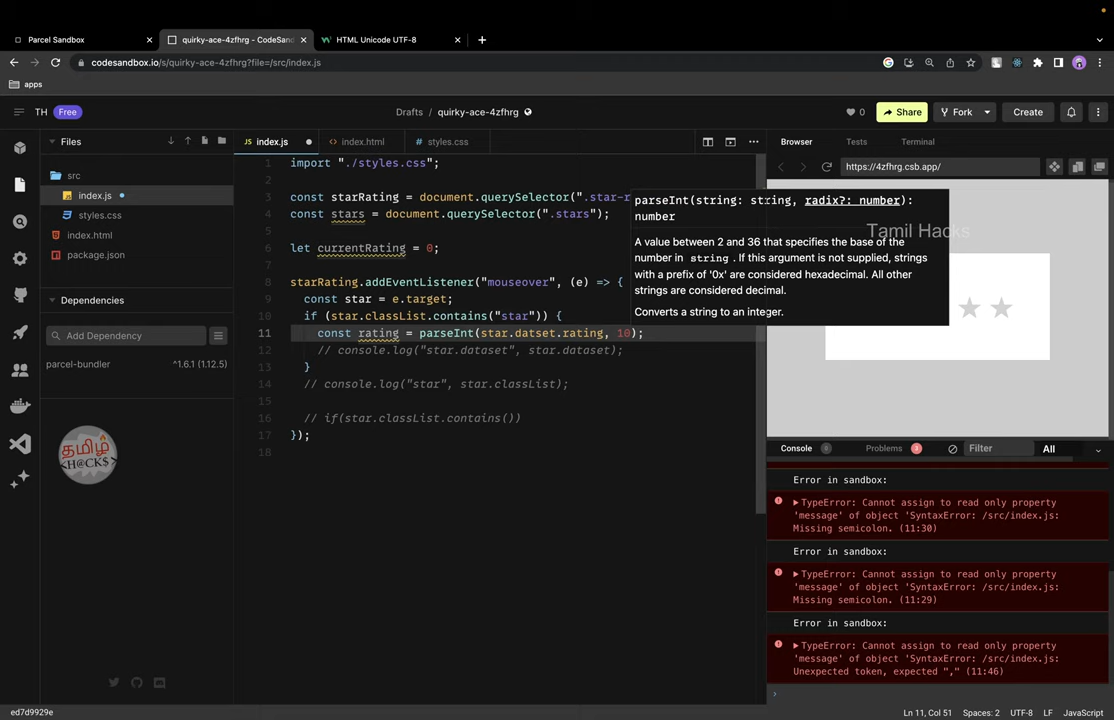 Parcel Sandbox
quirky-ace-4zfhrg - CodeSan
HTML Unicode UTF-8
codesandbox.io/s/quirky-ace-4zfhrg?file=/src/index.js
apps
TH Free
Drafts / quirky-ace-4zfhrg
0
Share
Fork
Create
Files
index.js
index.html
# styles.css
Browser
Tests
Terminal
https://4zfhrg.csb.app/
src
index.js
styles.css
index.html
package.json
Dependencies
Add Dependency
parcel-bundler ^1.6.1 (1.12.5)
தமிழ்
<H@CK$>
1 import "./styles.css";
2
3 const starRating = document.querySelector(".star-r
4 const stars = document.querySelector(".stars");
5
6 let currentRating = 0;
7
8 starRating.addEventListener("mouseover", (e) => {
9 const star = e.target;
10 if (star.classList.contains("star")) {
11 const rating = parseInt(star.datset.rating, 10);
12 // console.log("star.dataset", star.dataset);
13 }
14 // console.log("star", star.classList);
15
16 // if(star.classList.contains())
17 });
18
parseInt(string: string, radix?: number):
number
A value between 2 and 36 that specifies the base of the
number in string . If this argument is not supplied, strings
with a prefix of '0x' are considered hexadecimal. All other
strings are considered decimal.
Converts a string to an integer.
Tamil Hacks
Console 0
Problems 3
Filter
All
Error in sandbox:
TypeError: Cannot assign to read only property
'message' of object 'SyntaxError: /src/index.js:
Missing semicolon. (11:30)
Error in sandbox:
TypeError: Cannot assign to read only property
'message' of object 'SyntaxError: /src/index.js:
Missing semicolon. (11:29)
Error in sandbox:
TypeError: Cannot assign to read only property
'message' of object 'SyntaxError: /src/index.js:
Unexpected token, expected "," (11:46)
ed7d9929e
Ln 11, Col 51 Spaces: 2 UTF-8 LF JavaScript